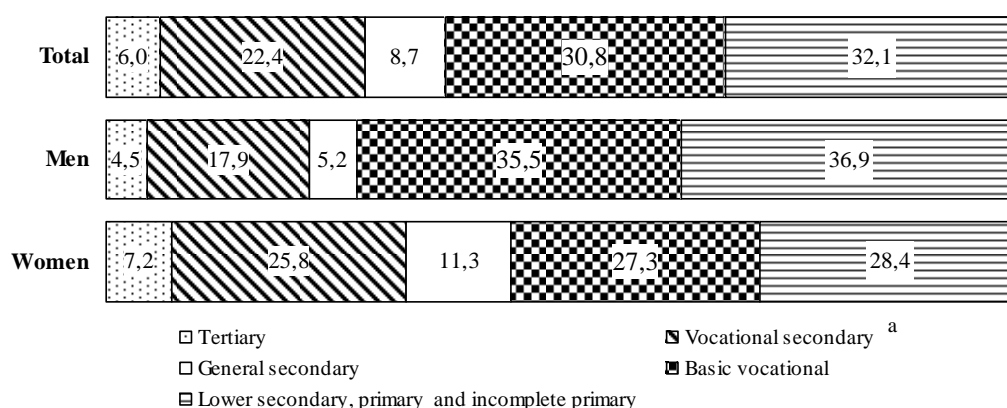 Total 6,0 22,4 8,7 30,8 32,1
Men 4,5 17,9 5,2 35,5 36,9
Women 7,2 25,8 11,3 27,3 28,4
Tertiary Vocational secondary a
General secondary Basic vocational
Lower secondary, primary and incomplete primary